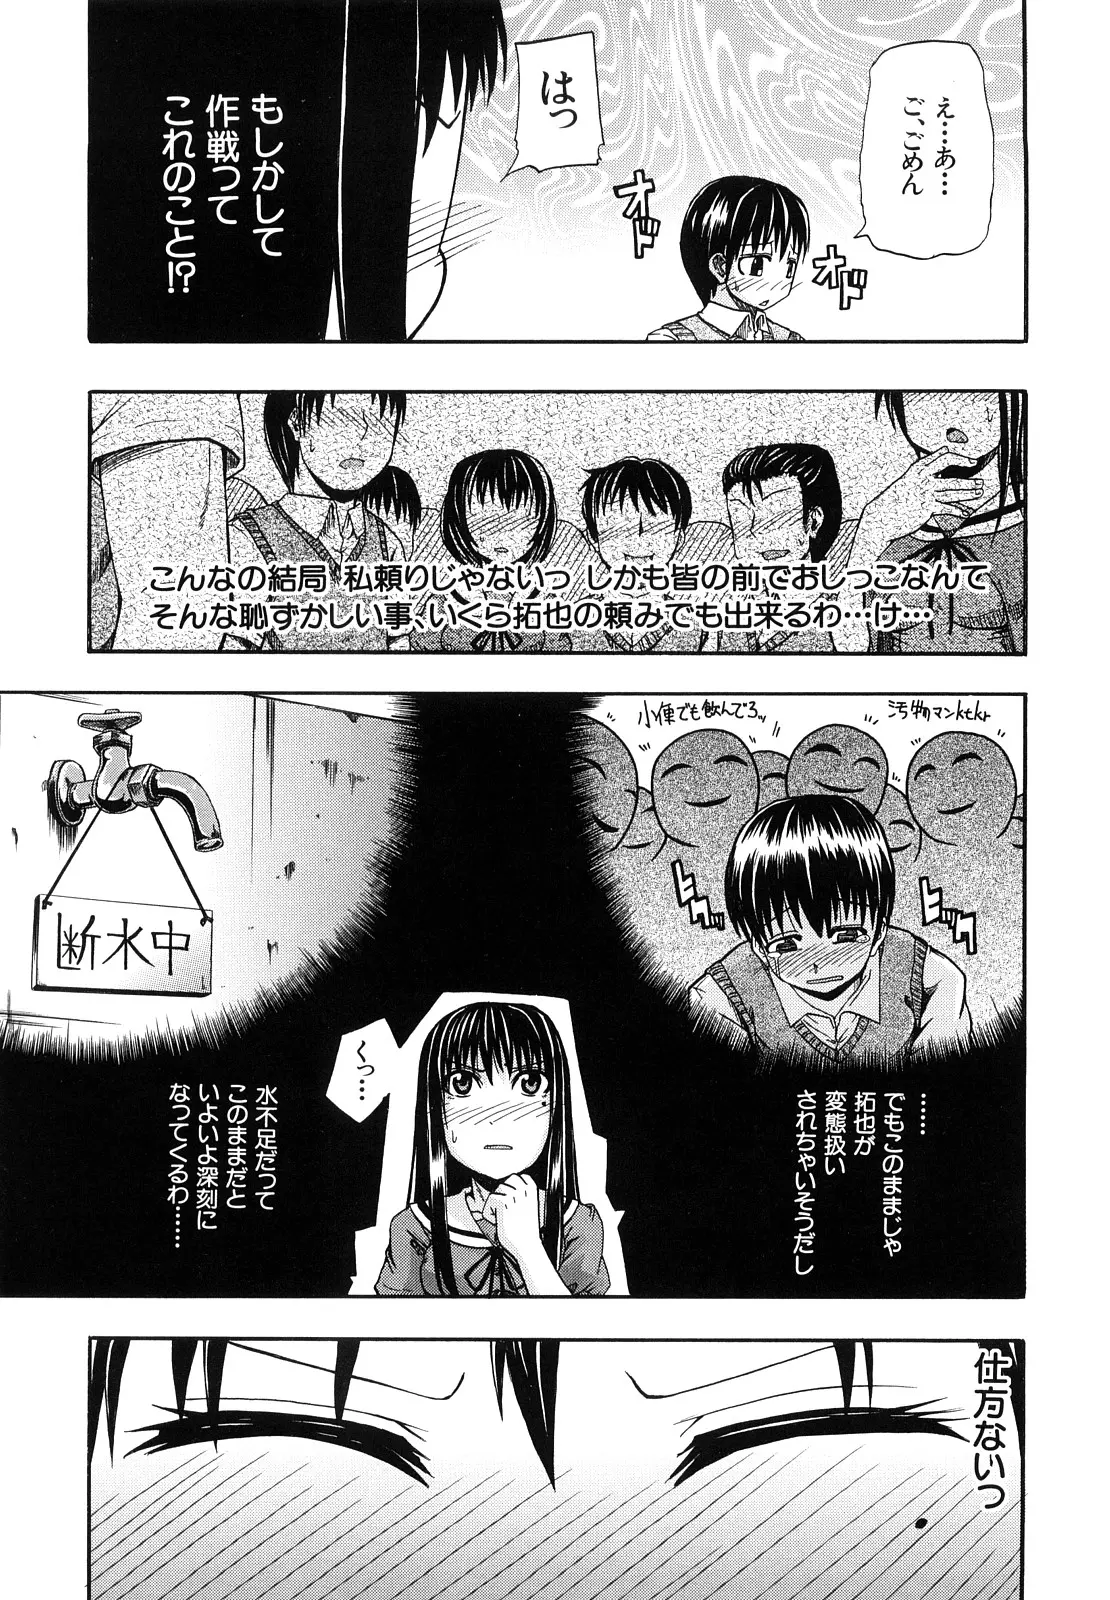 え…あ…
ご、ごめん
オド
オド
はっ
もしかして
作戦って
これのこと!?
こんなの結局 私頼りじゃないっ しかも皆の前でおしっこなんて
そんな恥ずかしい事、いくら拓也の頼みでも出来るわ…け…
汚物マンktkr
小便でも飲んでろw
ヒック
ヒック
……
でもこのままじゃ
拓也が
変態扱い
されちゃいそうだし
断水中
くっ…
水不足だって
このままだと
いよいよ深刻に
なってくるわ……
仕方ないっ